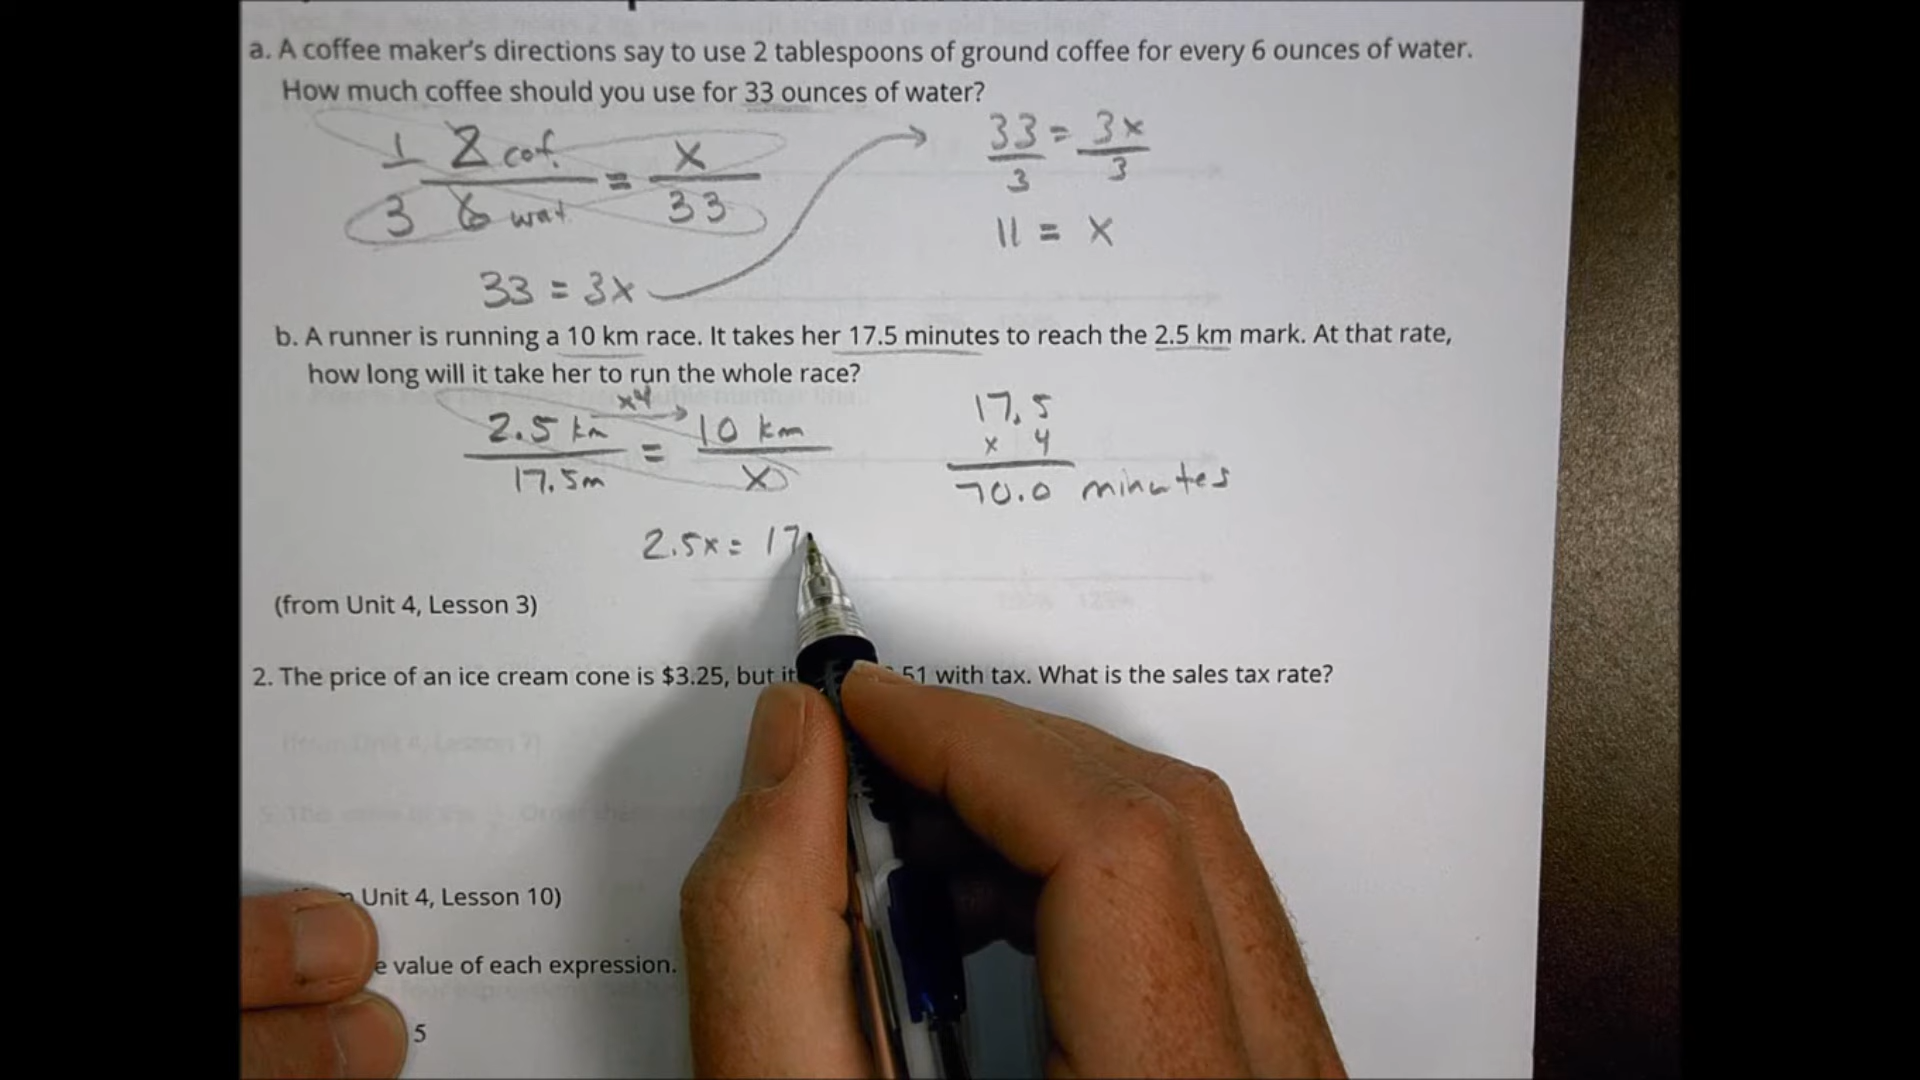 a. A coffee maker's directions say to use 2 tablespoons of ground coffee for every 6 ounces of water.
How much coffee should you use for 33 ounces of water?
1 2 cof. = x
3 6 wat. 33
33 = 3x
33 = 3x
3 3
11 = x
b. A runner is running a 10 km race. It takes her 17.5 minutes to reach the 2.5 km mark. At that rate,
how long will it take her to run the whole race?
x4
2.5 km = 10 km
17.5m x
17.5
x 4
70.0 minutes
2.5x = 17
(from Unit 4, Lesson 3)
2. The price of an ice cream cone is $3.25, but it 51 with tax. What is the sales tax rate?
Unit 4, Lesson 10)
value of each expression.
5